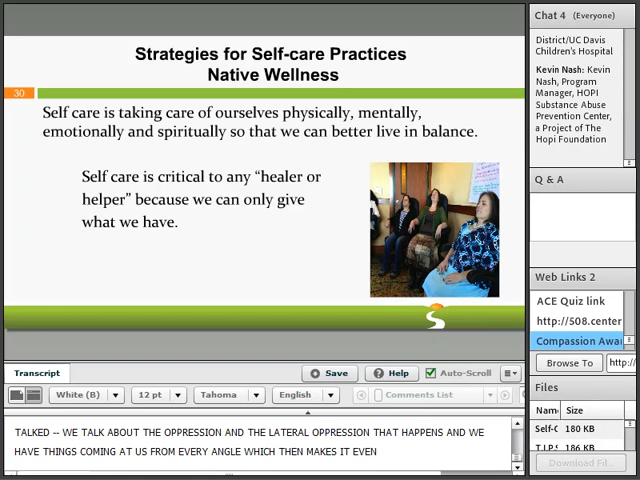 Strategies for Self-care Practices
Native Wellness
30
Self care is taking care of ourselves physically, mentally,
emotionally and spiritually so that we can better live in balance.
Self care is critical to any “healer or
helper” because we can only give
what we have.
Transcript
Save
Help
Auto-Scroll
White (B)
12 pt
Tahoma
English
Comments List
TALKED -- WE TALK ABOUT THE OPPRESSION AND THE LATERAL OPPRESSION THAT HAPPENS AND WE
HAVE THINGS COMING AT US FROM EVERY ANGLE WHICH THEN MAKES IT EVEN
Chat 4 (Everyone)
District/UC Davis
Children's Hospital
Kevin Nash: Kevin
Nash, Program
Manager, HOPI
Substance Abuse
Prevention Center,
a Project of The
Hopi Foundation
Q & A
Web Links 2
ACE Quiz link
http://508.center
Compassion Awa
Browse To
http:/
Files
Name Size
Self-C 180 KB
T.I.P.S 186 KB
Download File...